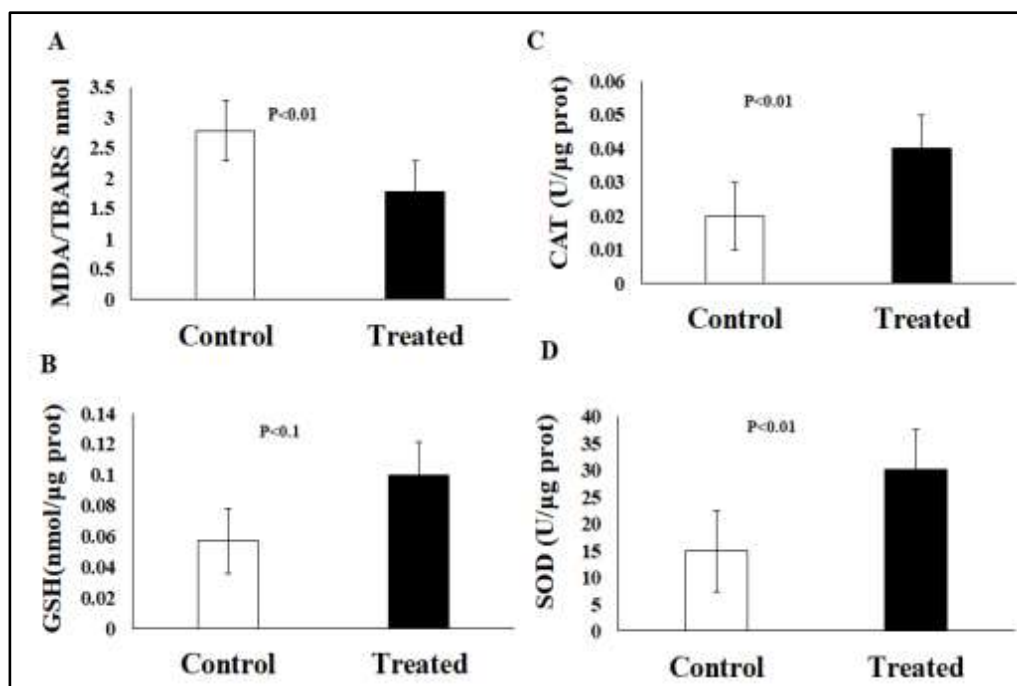 A
MDA/TBARS nmol
3.5
3
2.5
2
1.5
1
0.5
0
P<0.01
Control Treated
B
GSH(nmol/µg prot)
0.14
0.12
0.1
0.08
0.06
0.04
0.02
0
P<0.1
Control Treated
C
CAT (U/µg prot)
0.06
0.05
0.04
0.03
0.02
0.01
0
P<0.01
Control Treated
D
SOD (U/µg prot)
40
35
30
25
20
15
10
5
0
P<0.01
Control Treated